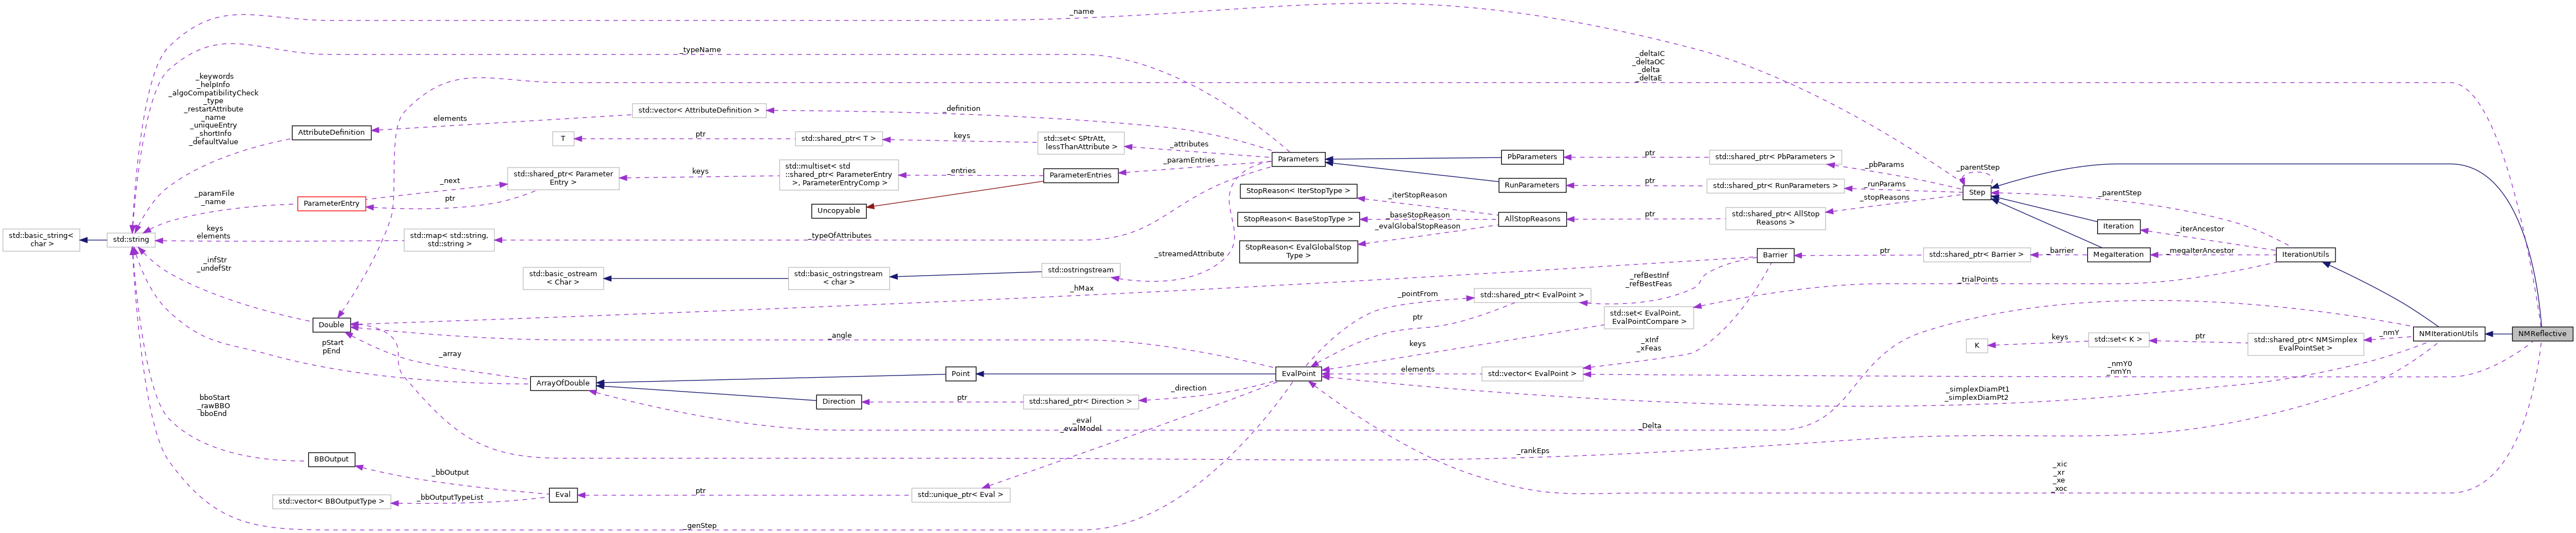 _name
_typeName
_deltaIC
_deltaOC
_delta
_deltaE
_keywords
_helpInfo
_algoCompatibilityCheck
_type
_restartAttribute
_name
_uniqueEntry
_shortInfo
_defaultValue
AttributeDefinition
elements
std::vector< AttributeDefinition >
_definition
T
ptr
std::shared_ptr< T >
keys
std::set< SPtrAtt,
lessThanAttribute >
_attributes
_paramEntries
Parameters
PbParameters
ptr
std::shared_ptr< PbParameters >
_pbParams
_parentStep
_paramFile
_name
ParameterEntry
_next
ptr
std::shared_ptr< Parameter
Entry >
keys
std::multiset< std
::shared_ptr< ParameterEntry
>, ParameterEntryComp >
_entries
ParameterEntries
Uncopyable
StopReason< IterStopType >
StopReason< BaseStopType >
StopReason< EvalGlobalStop
Type >
_iterStopReason
_baseStopReason
_evalGlobalStopReason
RunParameters
ptr
std::shared_ptr< RunParameters >
_runParams
_stopReasons
AllStopReasons
ptr
std::shared_ptr< AllStop
Reasons >
Step
_parentStep
Iteration
_iterAncestor
MegaIteration
_megaIterAncestor
IterationUtils
std::basic_string<
char >
std::string
keys
elements
std::map< std::string,
std::string >
_typeOfAttributes
_streamedAttribute
_infStr
_undefStr
std::basic_ostream
< Char >
std::basic_ostringstream
< char >
std::ostringstream
Barrier
ptr
std::shared_ptr< Barrier >
_barrier
_hMax
_refBestInf
_refBestFeas
_trialPoints
Double
_pointFrom
std::shared_ptr< EvalPoint >
ptr
std::set< EvalPoint,
EvalPointCompare >
keys
_angle
pStart
pEnd
_array
_xInf
_xFeas
K
keys
std::set< K >
ptr
std::shared_ptr< NMSimplex
EvalPointSet >
_nmY
NMIterationUtils
NMReflective
ArrayOfDouble
Point
EvalPoint
elements
std::vector< EvalPoint >
_nmY0
_nmYn
Direction
ptr
std::shared_ptr< Direction >
_direction
_simplexDiamPt1
_simplexDiamPt2
bboStart
_rawBBO
bboEnd
_eval
_evalModel
_Delta
_rankEps
BBOutput
_bbOutput
_xic
_xr
_xe
_xoc
std::vector< BBOutputType >
_bbOutputTypeList
Eval
ptr
std::unique_ptr< Eval >
_genStep